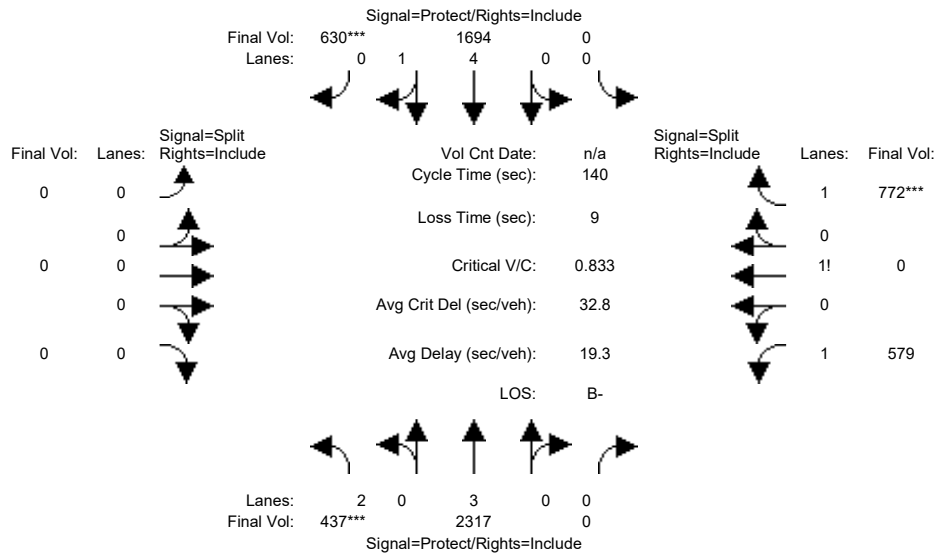 Signal=Protect/Rights=Include
Final Vol: 630*** 1694 0
Lanes: 0 1 4 0 0
Signal=Split Signal=Split
Final Vol: Lanes: Rights=Include Vol Cnt Date: n/a Rights=Include Lanes: Final Vol:
Cycle Time (sec): 140
0 0 1 772***
Loss Time (sec): 9
0 0
0 0 Critical V/C: 0.833 1! 0
0 Avg Crit Del (sec/veh): 32.8 0
0 0 Avg Delay (sec/veh): 19.3 1 579
LOS: B-
Lanes: 2 0 3 0 0
Final Vol: 437*** 2317 0
Signal=Protect/Rights=Include